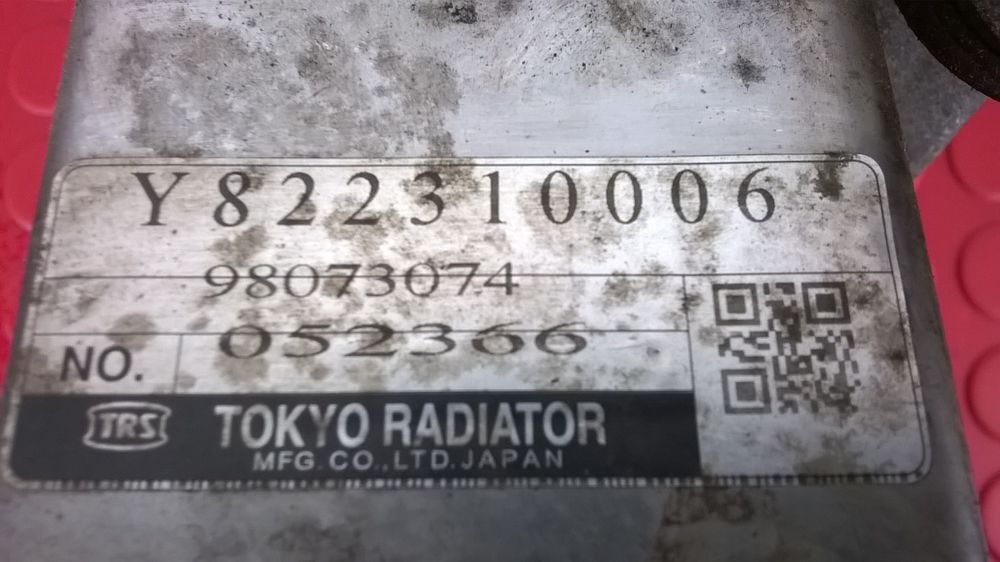 Y822310006
98073074
NO. 052366
TRS TOKYO RADIATOR
MFG.CO.,LTD.JAPAN